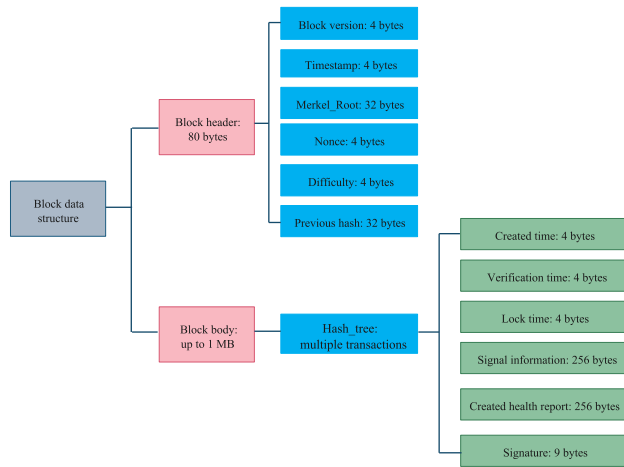 Block data
structure
Block header:
80 bytes
Block version: 4 bytes
Timestamp: 4 bytes
Merkel_Root: 32 bytes
Nonce: 4 bytes
Difficulty: 4 bytes
Previous hash: 32 bytes
Block body:
up to 1 MB
Hash_tree:
multiple transactions
Created time: 4 bytes
Verification time: 4 bytes
Lock time: 4 bytes
Signal information: 256 bytes
Created health report: 256 bytes
Signature: 9 bytes